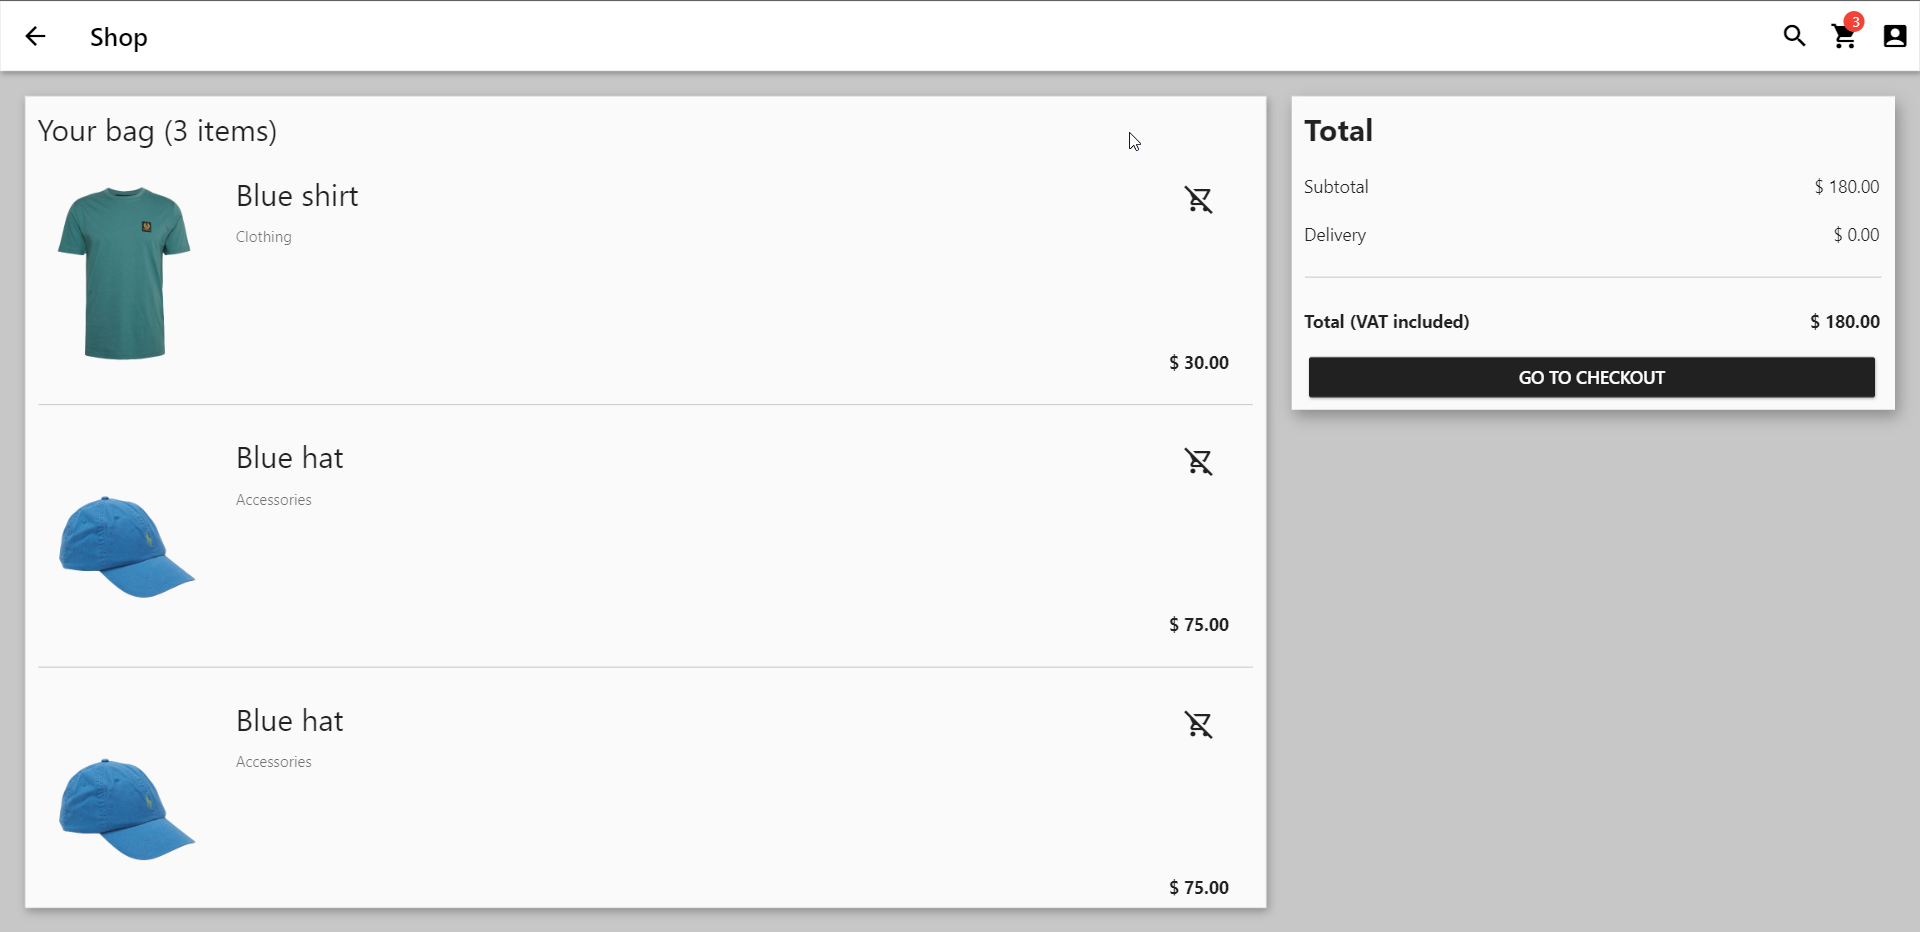 Shop
3
Your bag (3 items)
Blue shirt
Clothing
$ 30.00
Blue hat
Accessories
$ 75.00
Blue hat
Accessories
$ 75.00
Total
Subtotal $ 180.00
Delivery $ 0.00
Total (VAT included) $ 180.00
GO TO CHECKOUT